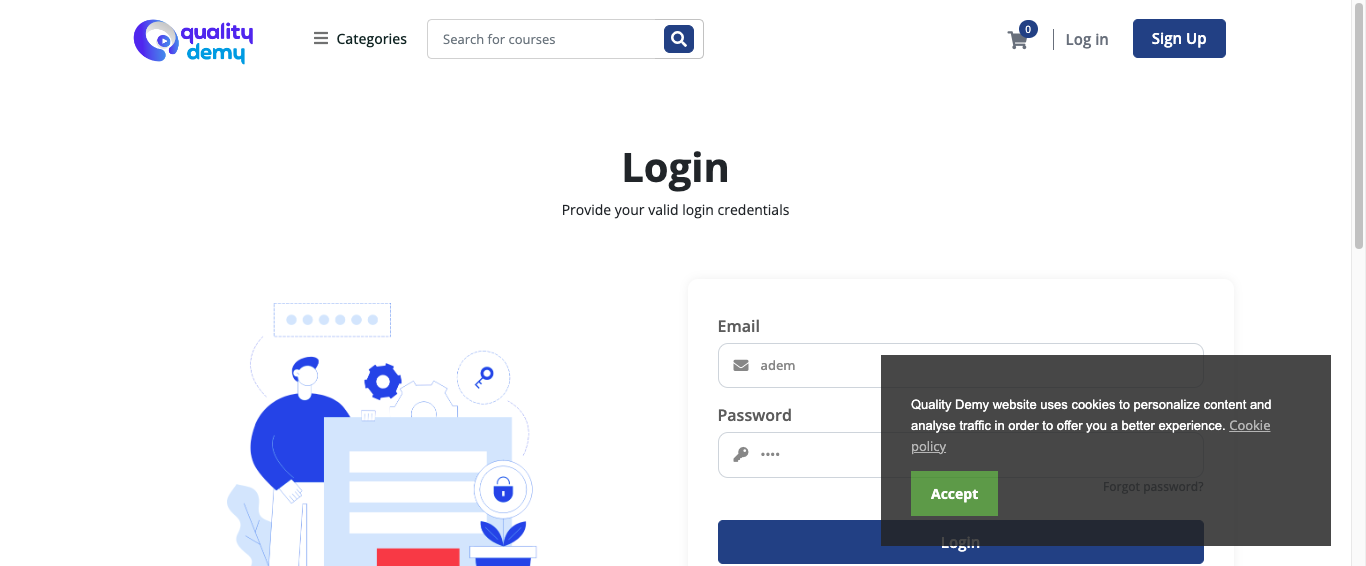 quality
demy
Categories
Search for courses
0
Log in
Sign Up
Login
Provide your valid login credentials
Email
adem
Password
••••
Quality Demy website uses cookies to personalize content and
analyse traffic in order to offer you a better experience. Cookie
policy
Accept
Forgot password?
Login